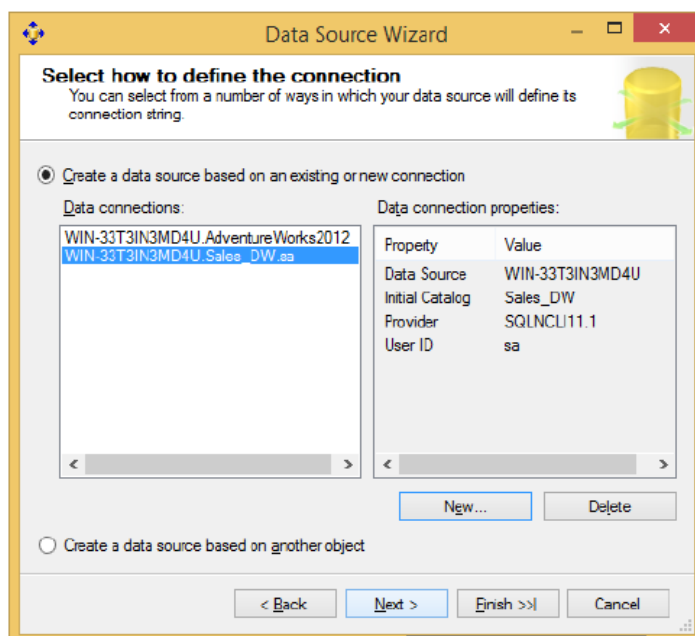 Data Source Wizard
Select how to define the connection
You can select from a number of ways in which your data source will define its
connection string.
Create a data source based on an existing or new connection
Data connections:
WIN-33T3IN3MD4U.AdventureWorks2012
WIN-33T3IN3MD4U.Sales_DW.sa
Data connection properties:
Property Value
Data Source WIN-33T3IN3MD4U
Initial Catalog Sales_DW
Provider SQLNCLI11.1
User ID sa
New... Delete
Create a data source based on another object
< Back Next > Finish >>| Cancel